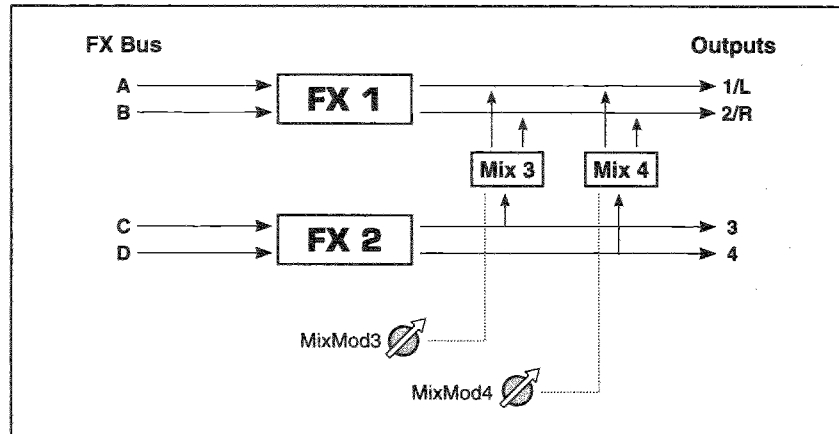 FX Bus Outputs
A FX 1 1/L
B 2/R
Mix 3 Mix 4
C FX 2 3
D 4
MixMod3
MixMod4